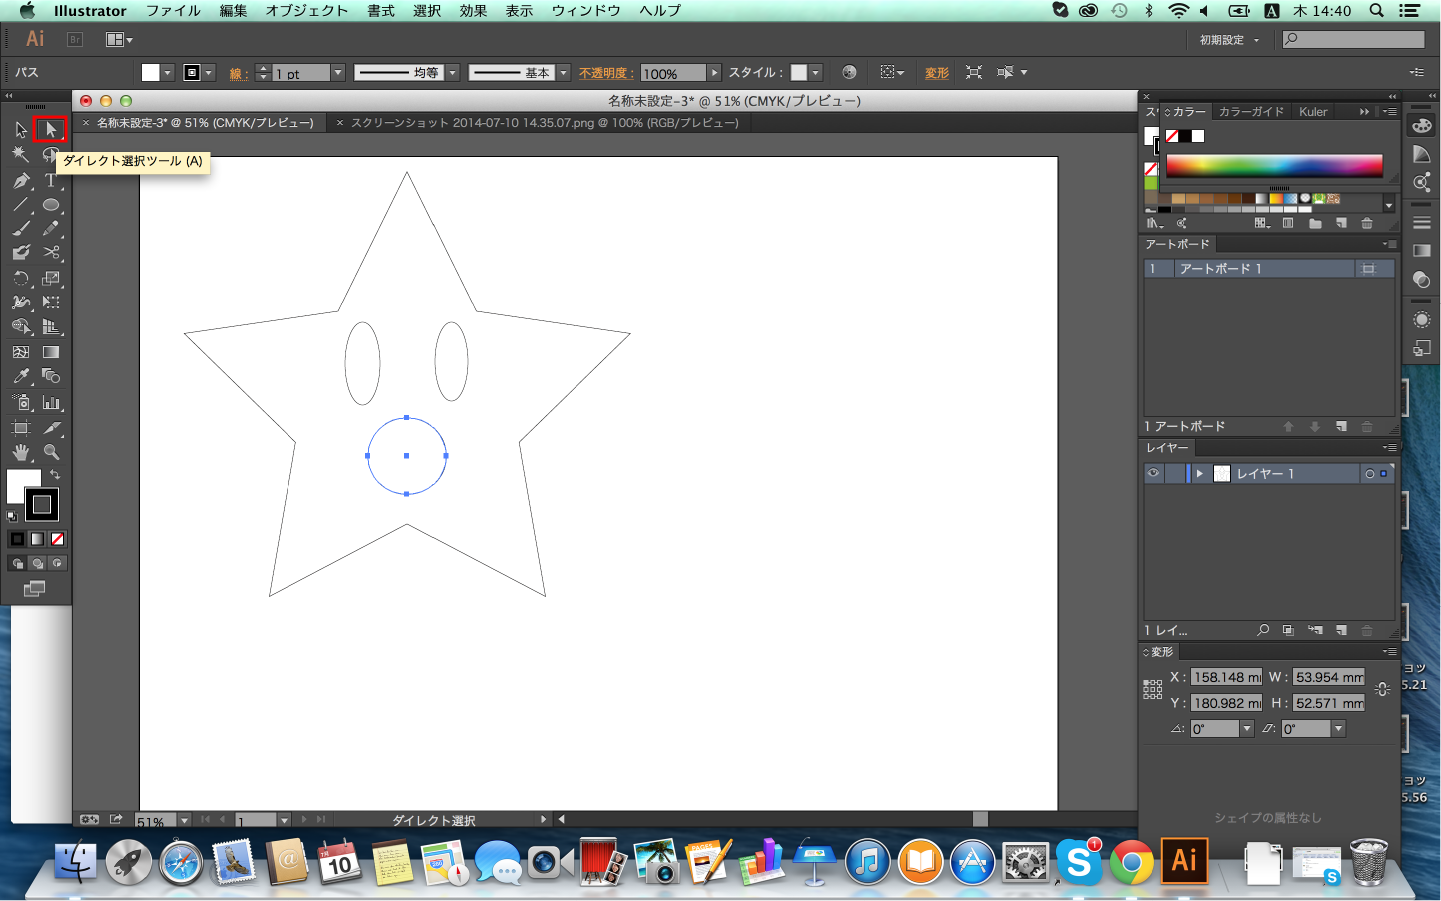 Illustrator ファイル 編集 オブジェクト 書式 選択 効果 表示 ウィンドウ ヘルプ A 木 14:40
Ai Br 初期設定
パス 線: 1 pt 均等 基本 不透明度: 100% スタイル: 変形
名称未設定-3* @ 51% (CMYK/プレビュー)
× 名称未設定-3* @ 51% (CMYK/プレビュー) × スクリーンショット 2014-07-10 14.35.07.png @ 100% (RGB/プレビュー)
ダイレクト選択ツール (A)
T
カラー カラーガイド Kuler
アートボード
1 アートボード 1
1 アートボード
レイヤー
レイヤー 1
1 レイ...
変形
X: 158.148 W: 53.954 mm
Y: 180.982 H: 52.571 mm
0° 0°
シェイプの属性なし
51% 1 ダイレクト選択
ョッ
5.21
ョッ
5.56
10
PAGES
S 1
Ai
S